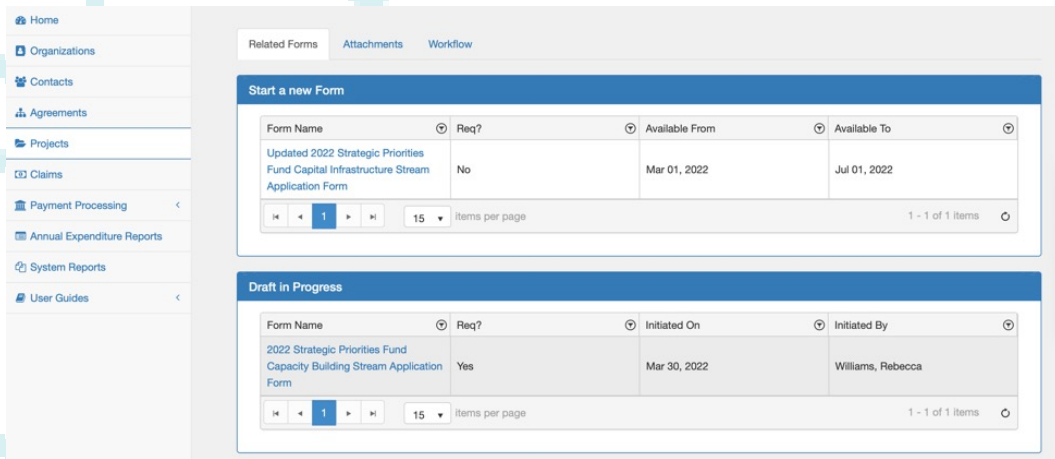 Home
Organizations
Contacts
Agreements
Projects
Claims
Payment Processing
Annual Expenditure Reports
System Reports
User Guides
Related Forms Attachments Workflow
Start a new Form
Form Name Req? Available From Available To
Updated 2022 Strategic Priorities
Fund Capital Infrastructure Stream
Application Form
No Mar 01, 2022 Jul 01, 2022
1 15 items per page 1 - 1 of 1 items
Draft in Progress
Form Name Req? Initiated On Initiated By
2022 Strategic Priorities Fund
Capacity Building Stream Application
Form
Yes Mar 30, 2022 Williams, Rebecca
1 15 items per page 1 - 1 of 1 items